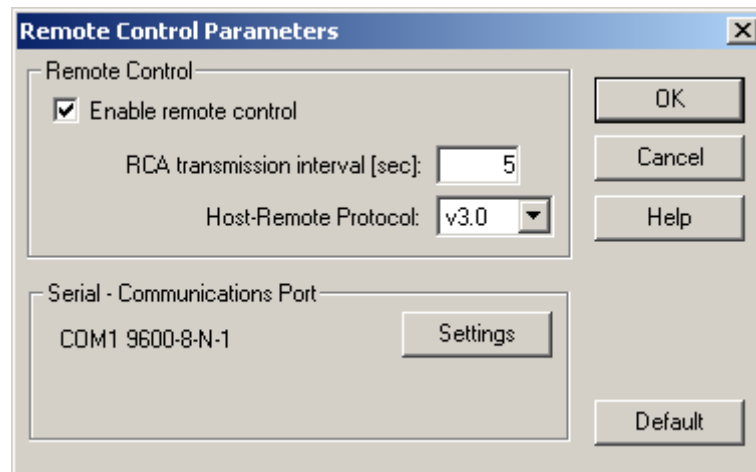 Remote Control Parameters
Remote Control
Enable remote control
RCA transmission interval [sec]: 5
Host-Remote Protocol: v3.0
Serial - Communications Port
COM1 9600-8-N-1
Settings
OK
Cancel
Help
Default